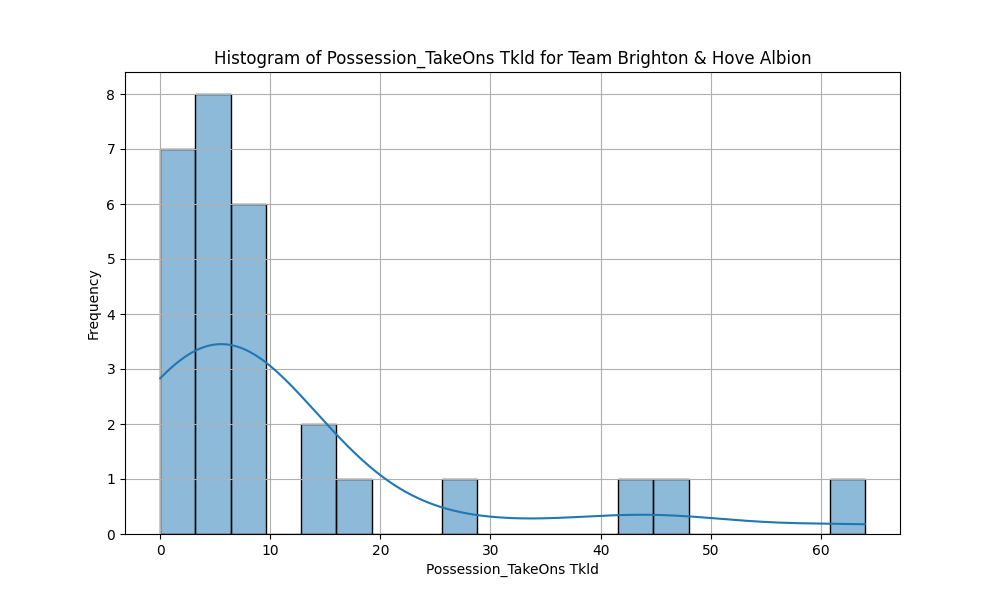 Histogram of Possession_TakeOns Tkld for Team Brighton & Hove Albion
8
7
6
5
4
3
2
1
0
Frequency
0 10 20 30 40 50 60
Possession_TakeOns Tkld